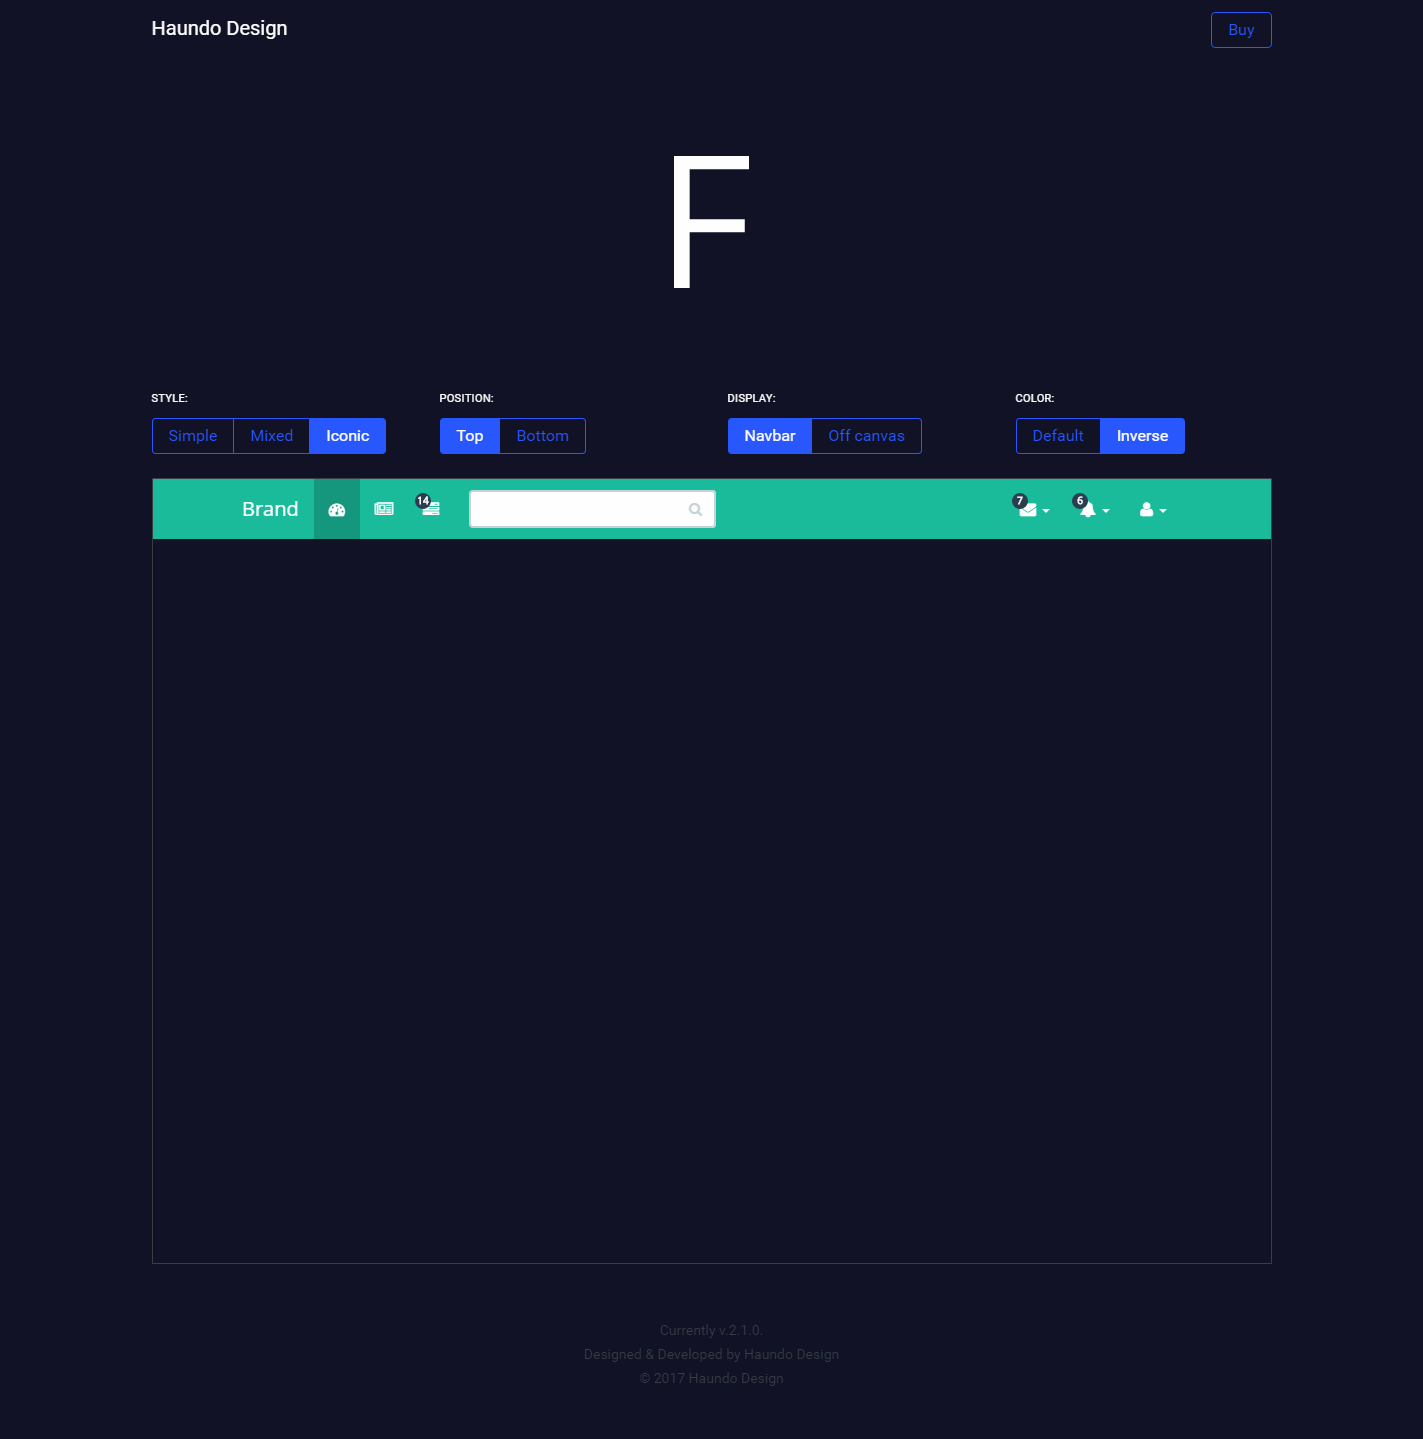 Haundo Design
Buy
F
STYLE:
Simple Mixed Iconic
POSITION:
Top Bottom
DISPLAY:
Navbar Off canvas
COLOR:
Default Inverse
Brand 14 7 6
Currently v.2.1.0.
Designed & Developed by Haundo Design
© 2017 Haundo Design